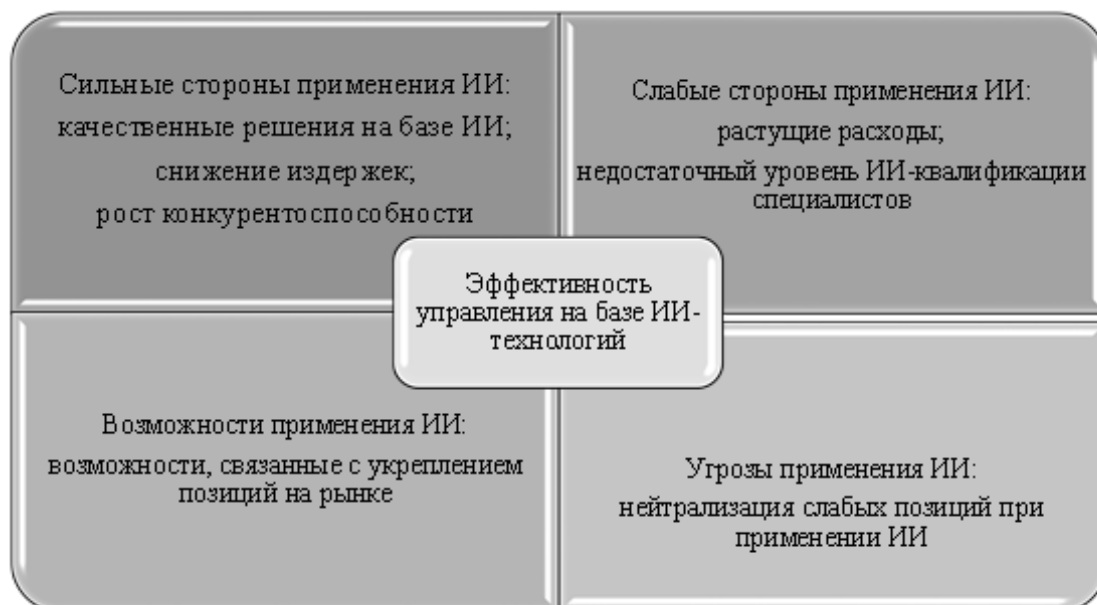 Сильные стороны применения ИИ:
качественные решения на базе ИИ;
снижение издержек;
рост конкурентоспособности
Слабые стороны применения ИИ:
растущие расходы;
недостаточный уровень ИИ-квалификации
специалистов
Эффективность
управления на базе ИИ-
технологий
Возможности применения ИИ:
возможности, связанные с укреплением
позиций на рынке
Угрозы применения ИИ:
нейтрализация слабых позиций при
применении ИИ